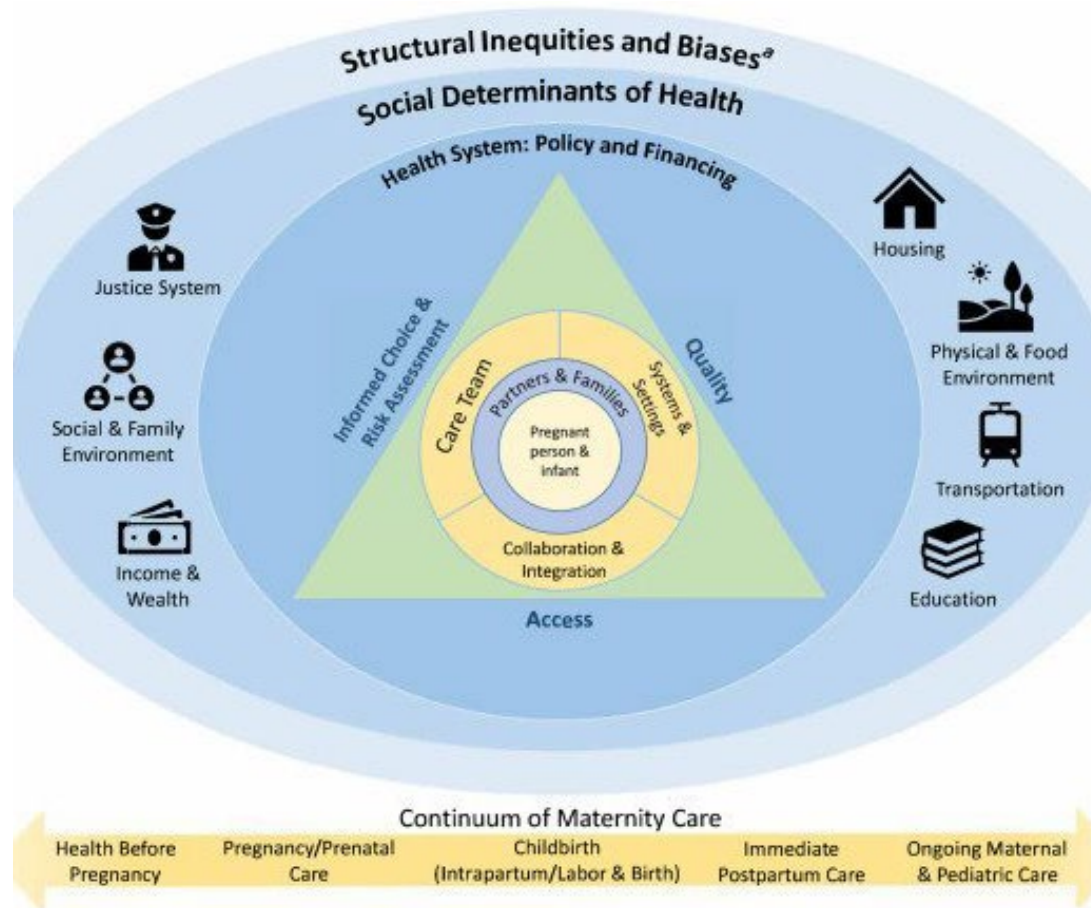 Structural Inequities and Biasesª
Social Determinants of Health
Health System: Policy and Financing
Justice System
Social & Family
Environment
Income &
Wealth
Housing
Physical & Food
Environment
Transportation
Education
Informed Choice &
Risk Assessment
Quality
Access
Care Team
Systems &
Settings
Collaboration &
Integration
Partners & Families
Pregnant
person &
infant
Continuum of Maternity Care
Health Before
Pregnancy
Pregnancy/Prenatal
Care
Childbirth
(Intrapartum/Labor & Birth)
Immediate
Postpartum Care
Ongoing Maternal
& Pediatric Care